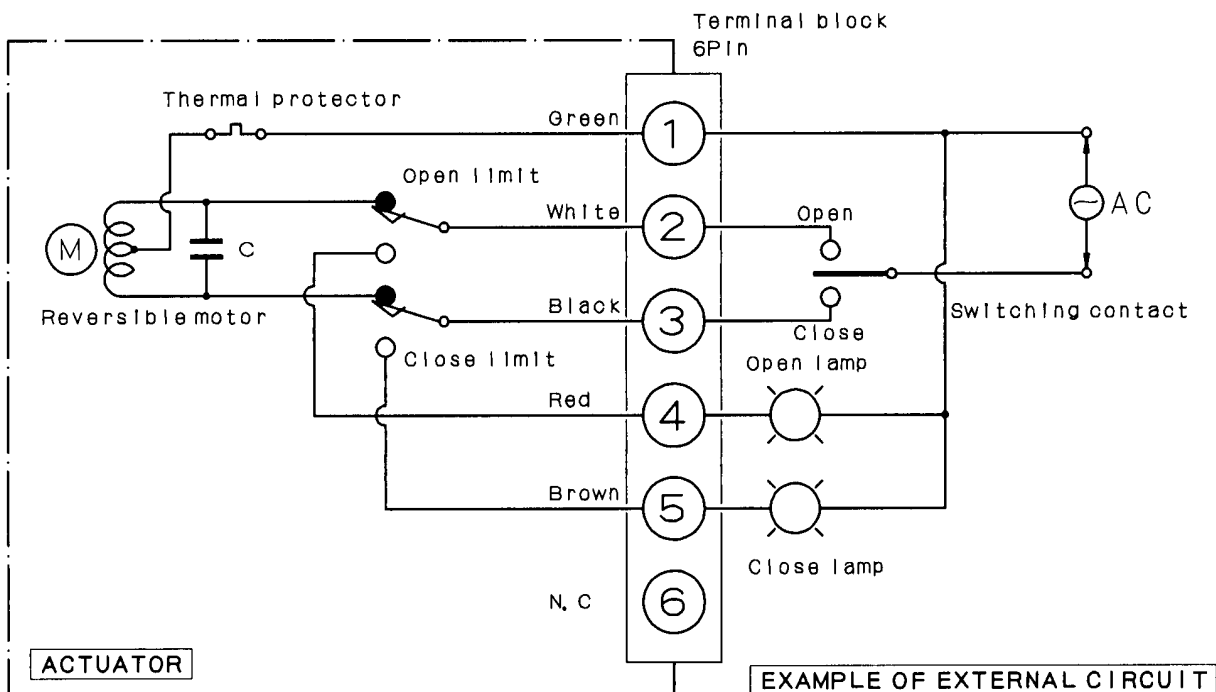 Terminal block
6Pin
Thermal protector
Green
1
Open limit
White
2
Open
AC
M
C
Reversible motor
Black
3
Close
Switching contact
Close limit
Open lamp
Red
4
Brown
5
Close lamp
N.C
6
ACTUATOR
EXAMPLE OF EXTERNAL CIRCUIT